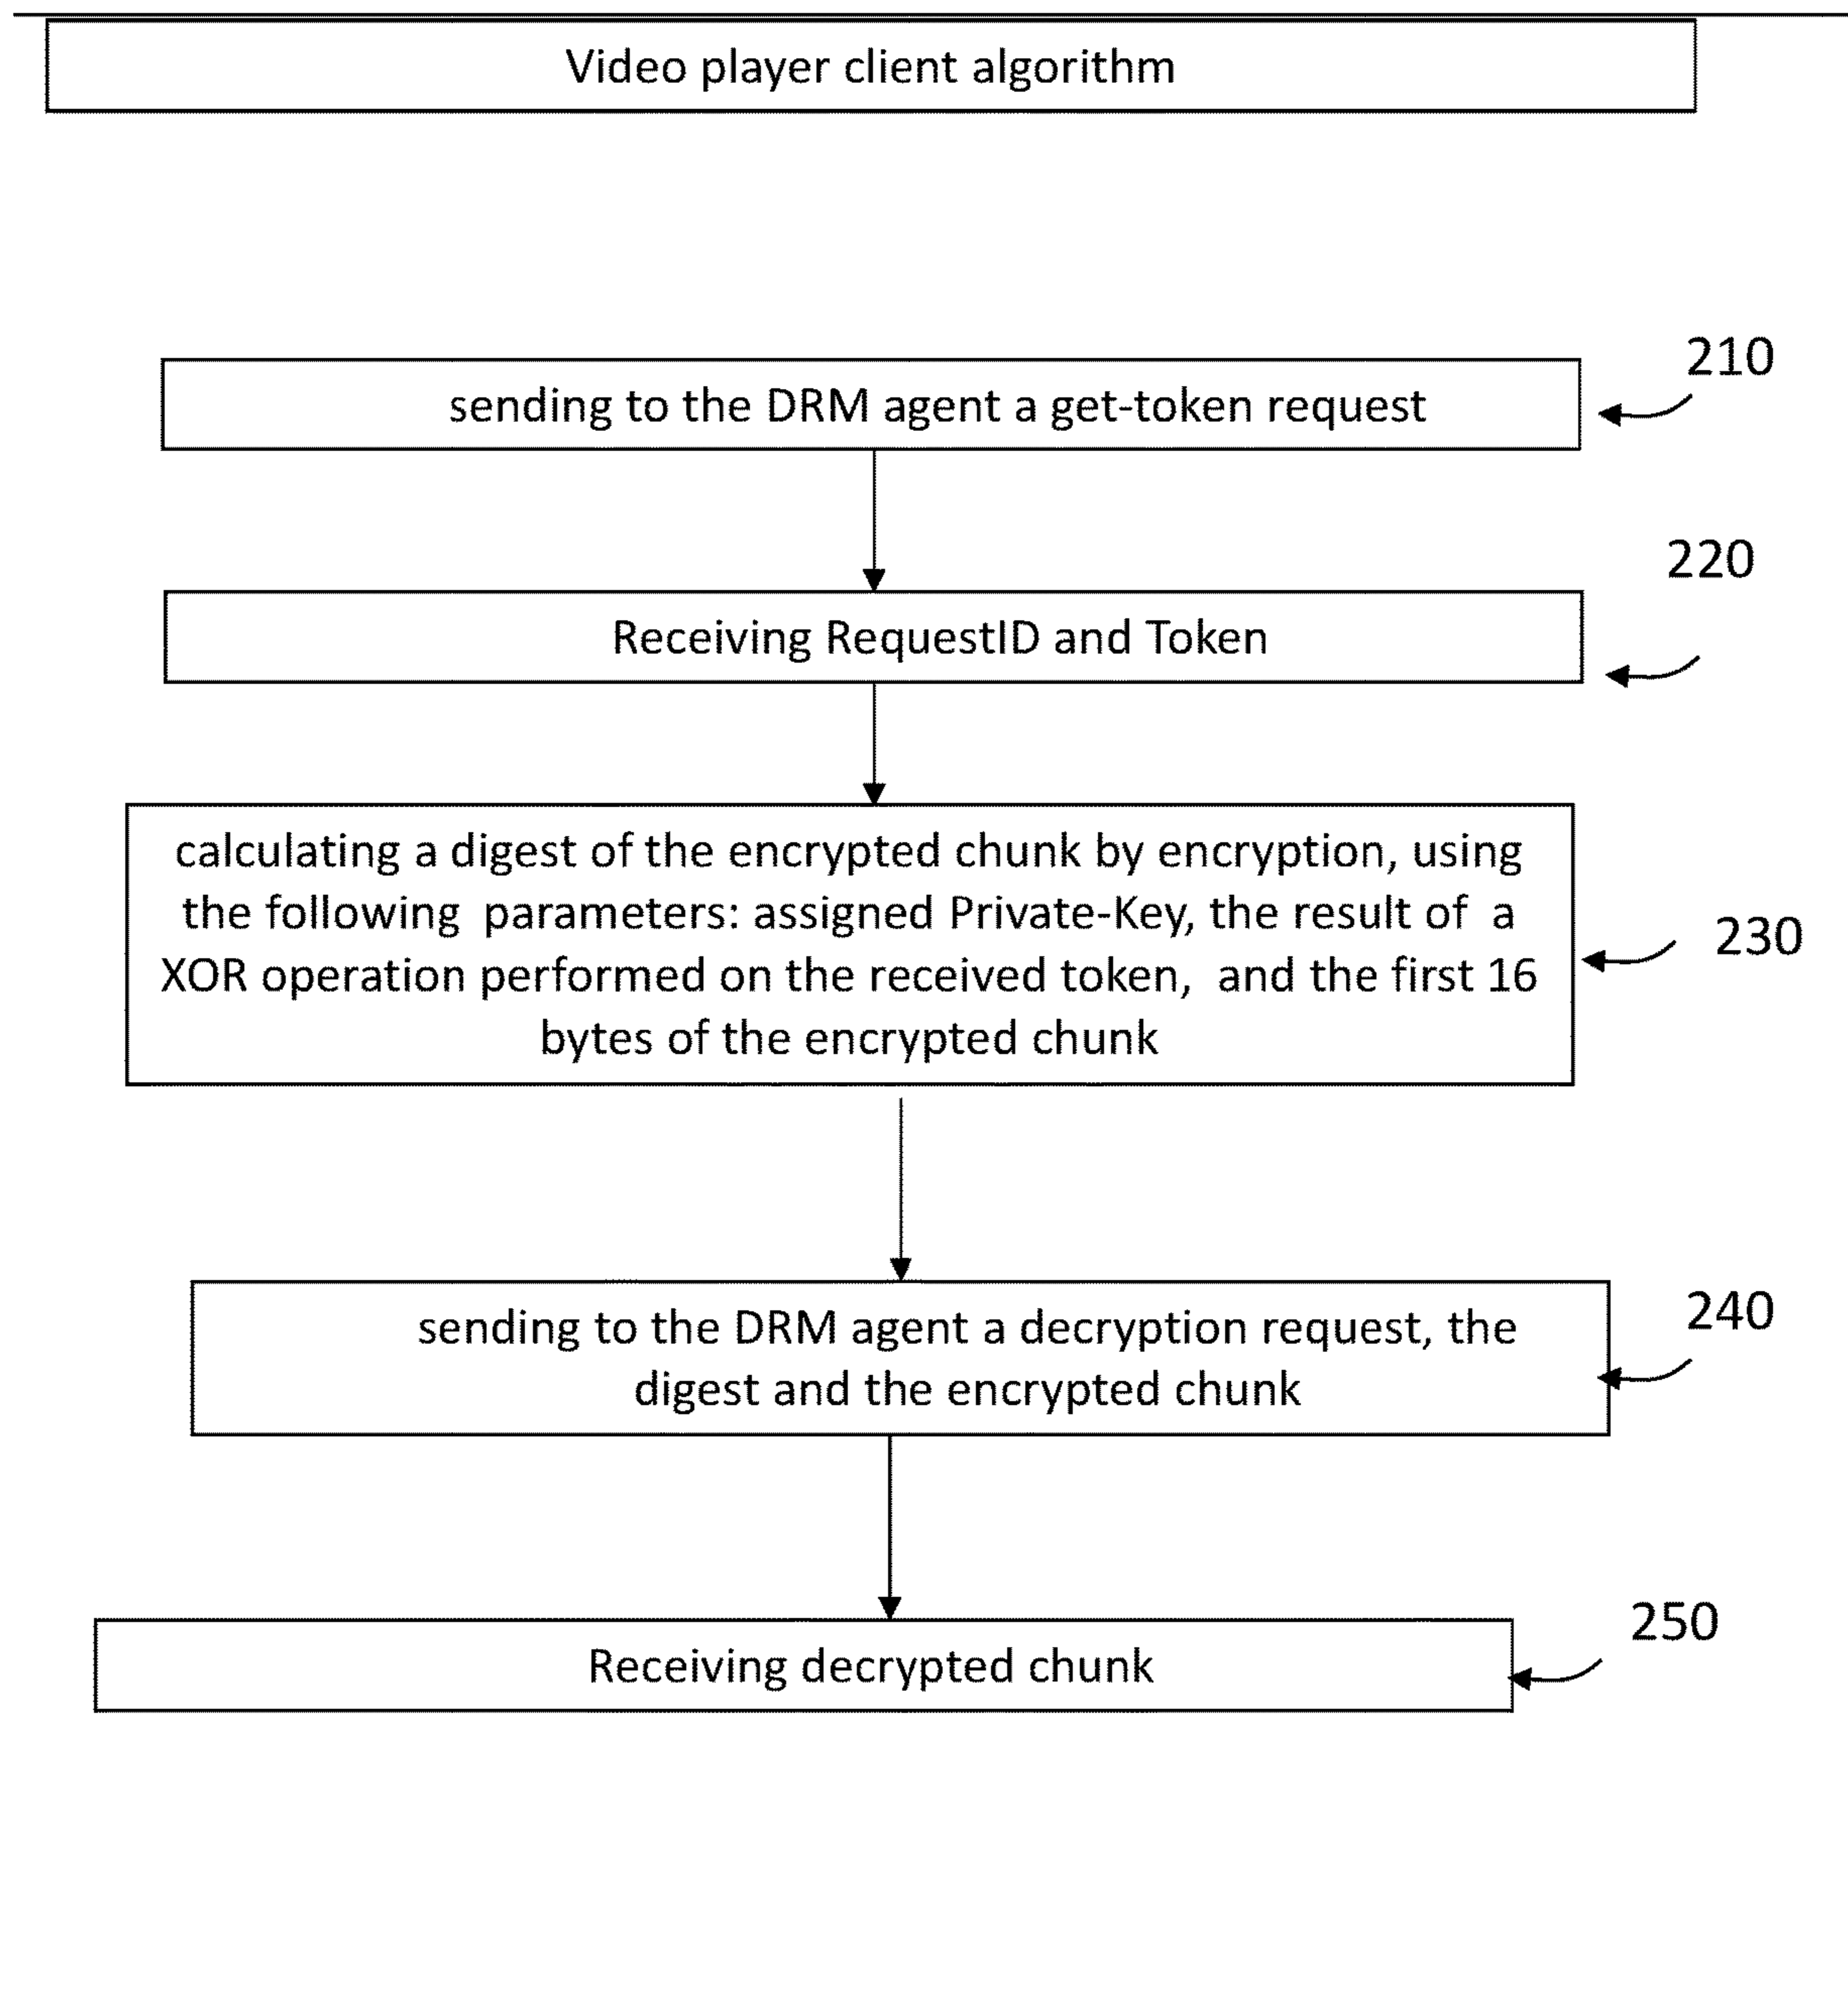 Video player client algorithm
sending to the DRM agent a get-token request
210
220
Receiving RequestID and Token
calculating a digest of the encrypted chunk by encryption, using
the following parameters: assigned Private-Key, the result of a
XOR operation performed on the received token, and the first 16
bytes of the encrypted chunk
230
sending to the DRM agent a decryption request, the
digest and the encrypted chunk
240
Receiving decrypted chunk
250